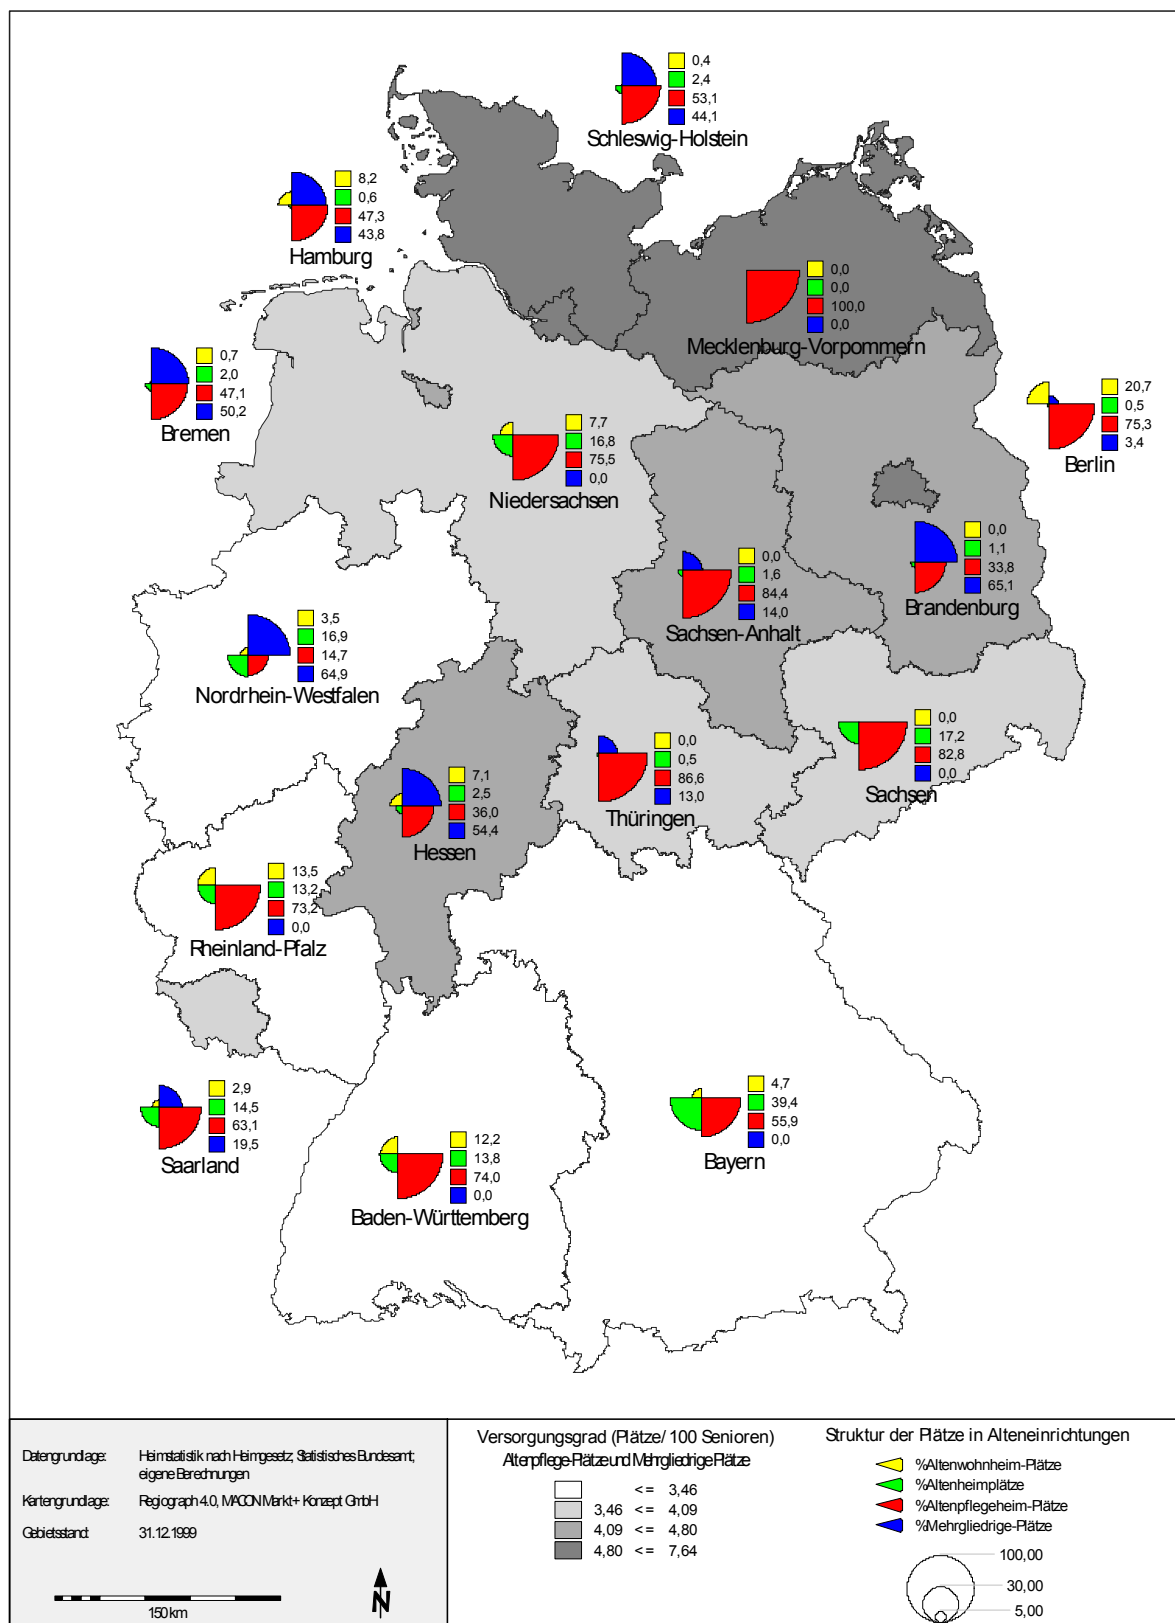 0,4
2,4
53,1
44,1
Schleswig-Holstein
8,2
0,6
47,3
43,8
Hamburg
0,0
0,0
100,0
0,0
Mecklenburg-Vorpommern
0,7
2,0
47,1
50,2
Bremen
20,7
0,5
75,3
3,4
Berlin
7,7
16,8
75,5
0,0
Niedersachsen
0,0
1,1
33,8
65,1
Brandenburg
0,0
1,6
84,4
14,0
Sachsen-Anhalt
3,5
16,9
14,7
64,9
Nordrhein-Westfalen
0,0
17,2
82,8
0,0
Sachsen
0,0
0,5
86,6
13,0
Thüringen
7,1
2,5
36,0
54,4
Hessen
13,5
13,2
73,2
0,0
Rheinland-Pfalz
2,9
14,5
63,1
19,5
Saarland
4,7
39,4
55,9
0,0
Bayern
12,2
13,8
74,0
0,0
Baden-Württemberg
Datengrundlage: Heimstatistik nach Heimgesetz, Statistisches Bundesamt;
eigene Berechnungen
Kartengrundlage: Regiograph 4.0, MACON Markt + Konzept GmbH
Gebietsstand: 31.12.1999
150 km
N
Versorgungsgrad (Plätze/ 100 Senioren)
Altenpflege-Plätze und Mehrgliedrige Plätze
<= 3,46
3,46 <= 4,09
4,09 <= 4,80
4,80 <= 7,64
Struktur der Plätze in Alteneinrichtungen
%Altenwohnheim-Plätze
%Altenheimplätze
%Altenpflegeheim-Plätze
%Mehrgliedrige-Plätze
100,00
30,00
5,00